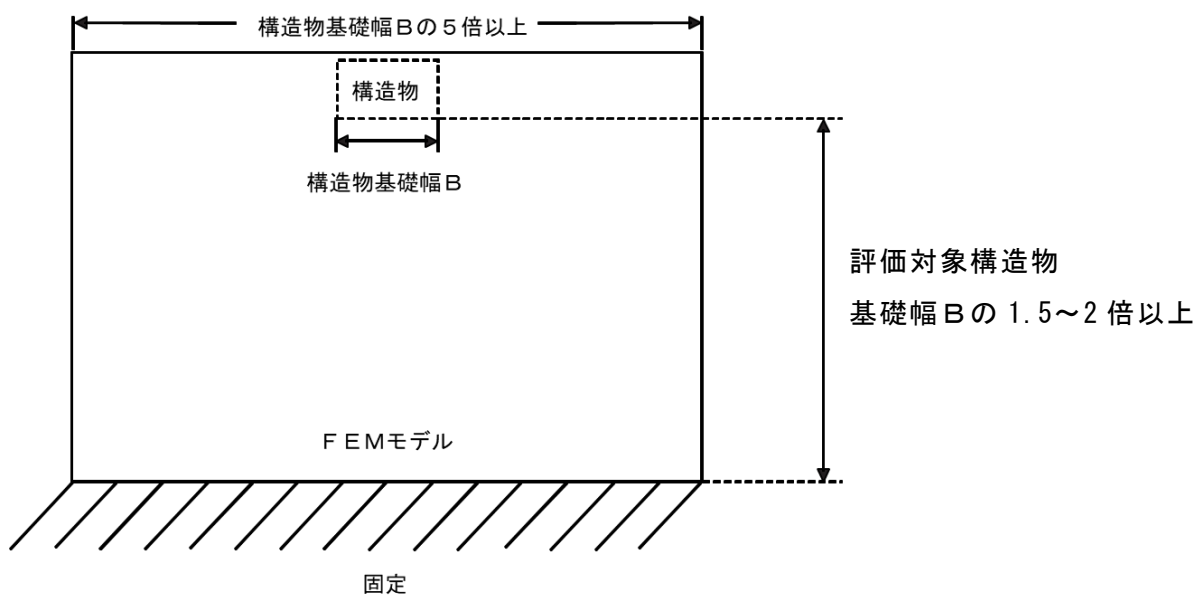 構造物基礎幅Ｂの５倍以上
構造物
構造物基礎幅Ｂ
評価対象構造物
基礎幅Ｂの 1.5～2 倍以上
ＦＥＭモデル
固定